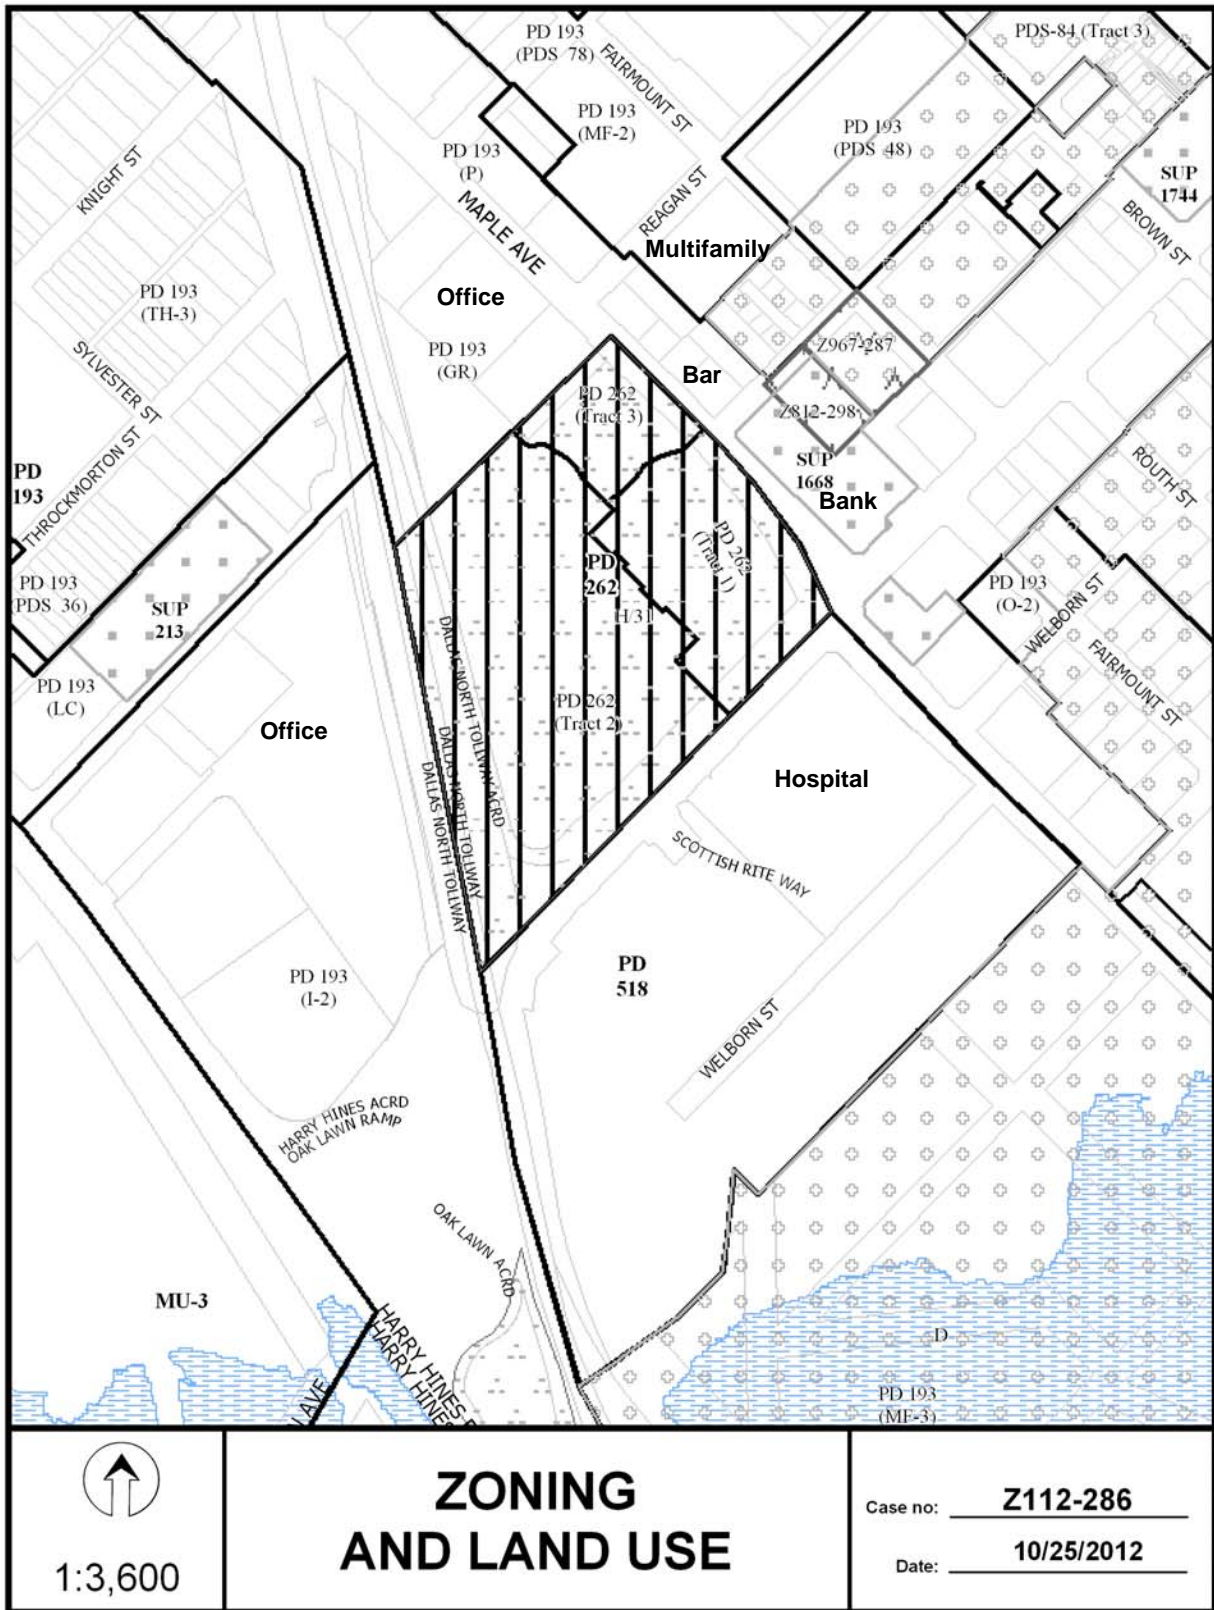 PD 193
(PDS 78)
FAIRMOUNT ST
PDS-84 (Tract 3)
PD 193
(MF-2)
PD 193
(PDS 48)
PD 193
(P)
SUP
1744
KNIGHT ST
MAPLE AVE
REAGAN ST
BROWN ST
Multifamily
PD 193
(TH-3)
Office
PD 193
(GR)
Z967-287
SYLVESTER ST
Bar
PD 262
(Tract 3)
Z812-298
THROCKMORTON ST
PD
193
SUP
1668
Bank
ROUTH ST
PD 262
(Tract 1)
PD
262
H/31
PD 193
(PDS 36)
SUP
213
PD 193
(O-2)
WELBORN ST
FAIRMOUNT ST
PD 193
(LC)
DALLAS NORTH TOLLWAY ACRD
DALLAS NORTH TOLLWAY
DALLAS NORTH TOLLWAY
PD 262
(Tract 2)
Office
Hospital
SCOTTISH RITE WAY
PD 193
(I-2)
PD
518
WELBORN ST
HARRY HINES ACRD
OAK LAWN RAMP
OAK LAWN ACRD
MU-3
HARRY HINES
HARRY HINES
AVE
D
PD 193
(MF-3)
1:3,600
ZONING
AND LAND USE
Case no: Z112-286
Date: 10/25/2012